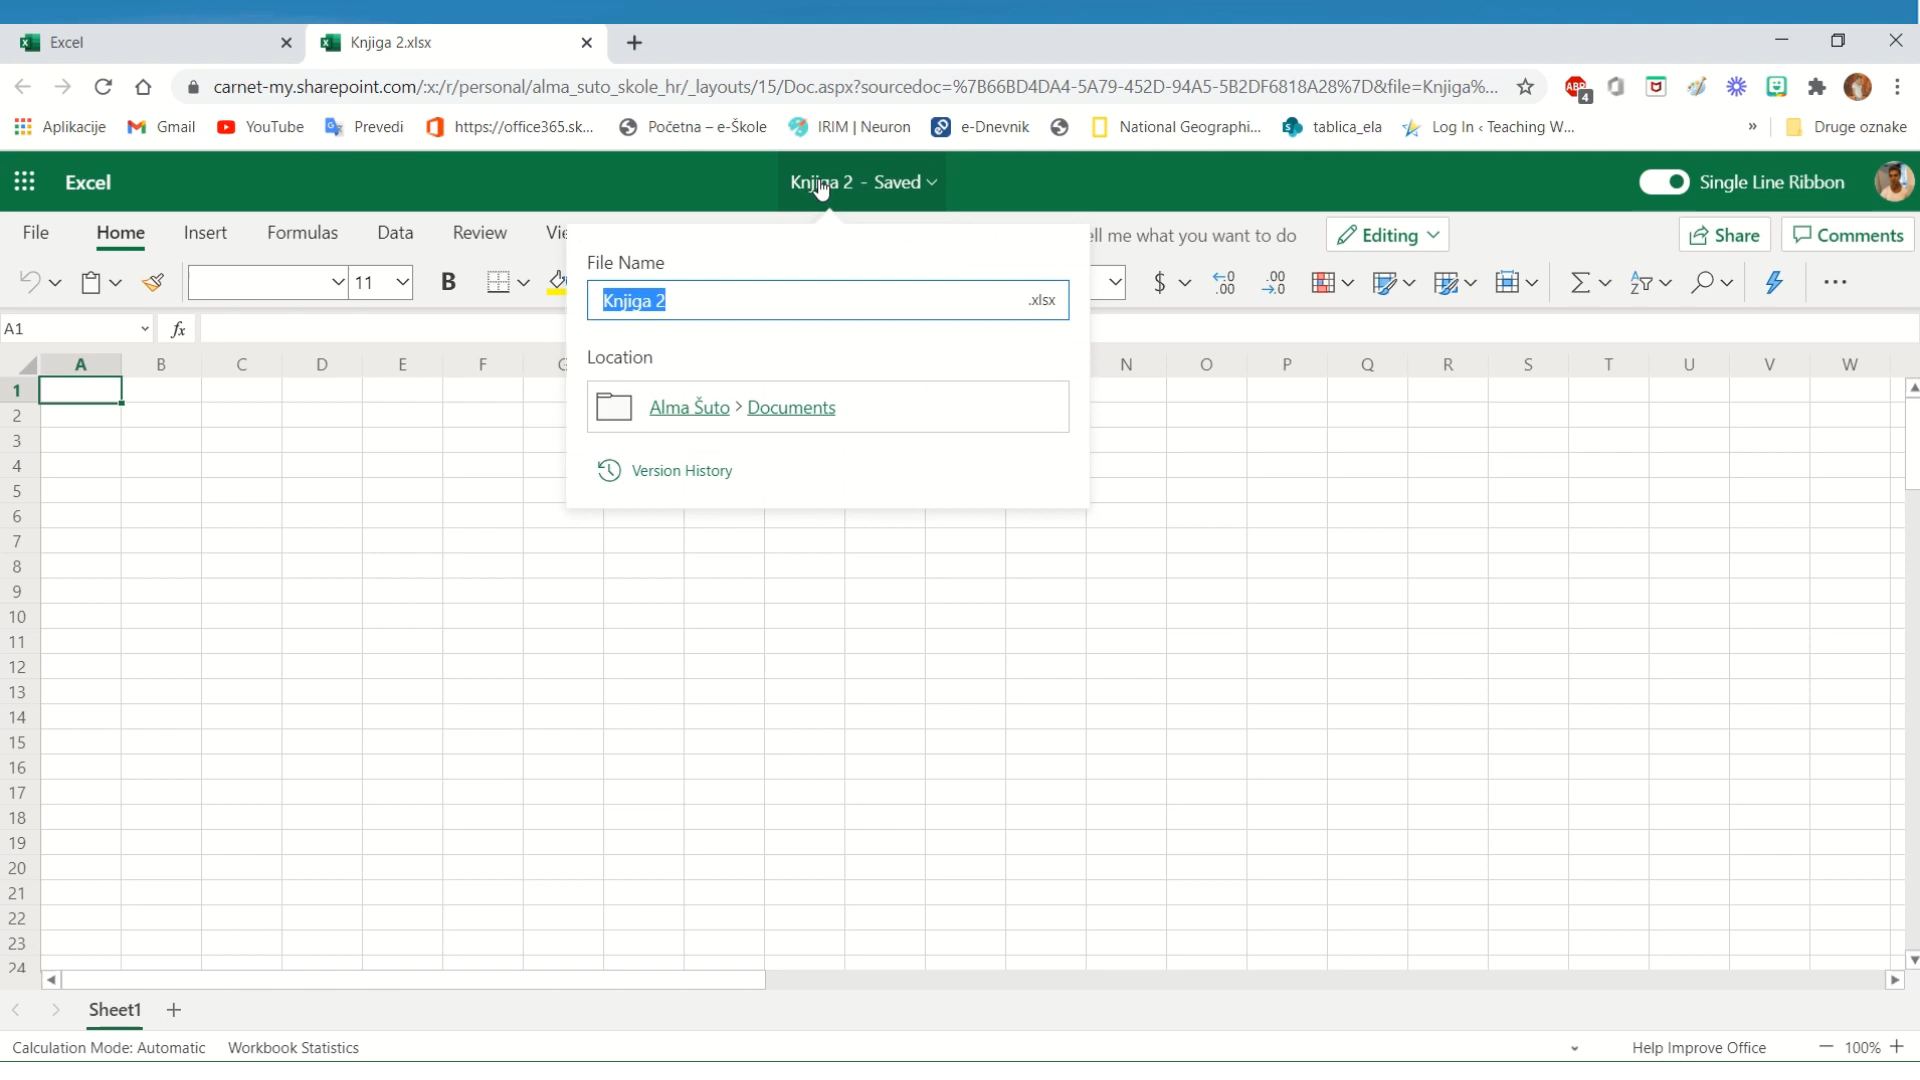 Excel
Knjiga 2.xlsx
carnet-my.sharepoint.com/:x:/r/personal/alma_suto_skole_hr/_layouts/15/Doc.aspx?sourcedoc=%7B66BD4DA4-5A79-452D-94A5-5B2DF6818A28%7D&file=Knjiga%...
ABP
4
Aplikacije
Gmail
YouTube
Prevedi
https://office365.sk...
Početna – e-Škole
IRIM | Neuron
e-Dnevnik
National Geographi...
tablica_ela
Log In ‹ Teaching W...
»
Druge oznake
Excel
Knjiga 2 - Saved
Single Line Ribbon
File
Home
Insert
Formulas
Data
Review
ell me what you want to do
Editing
Share
Comments
11
B
$
A1
fx
File Name
Knjiga 2
.xlsx
Location
Alma Šuto > Documents
Version History
A B C D E F G N O P Q R S T U V W
1
2
3
4
5
6
7
8
9
10
11
12
13
14
15
16
17
18
19
20
21
22
23
24
Sheet1
Calculation Mode: Automatic
Workbook Statistics
Help Improve Office
100%